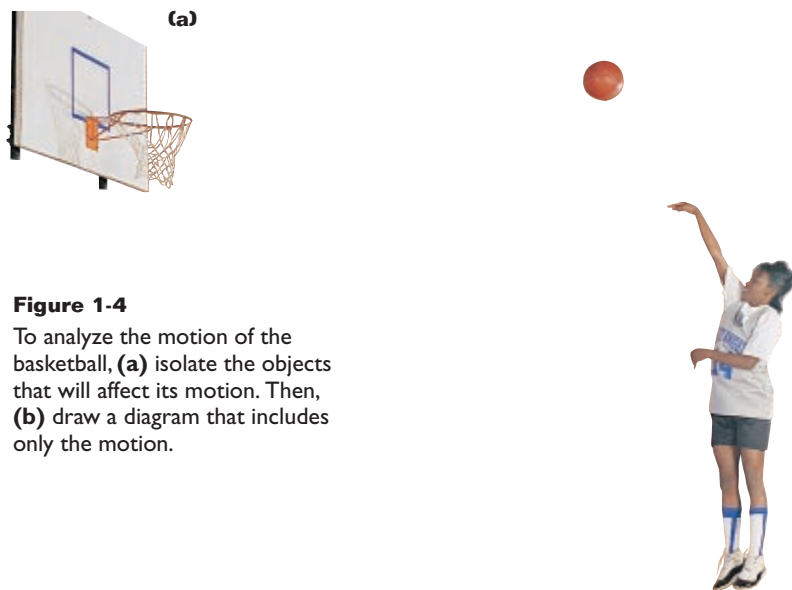 (a)
Figure 1-4
To analyze the motion of the
basketball, (a) isolate the objects
that will affect its motion. Then,
(b) draw a diagram that includes
only the motion.
14